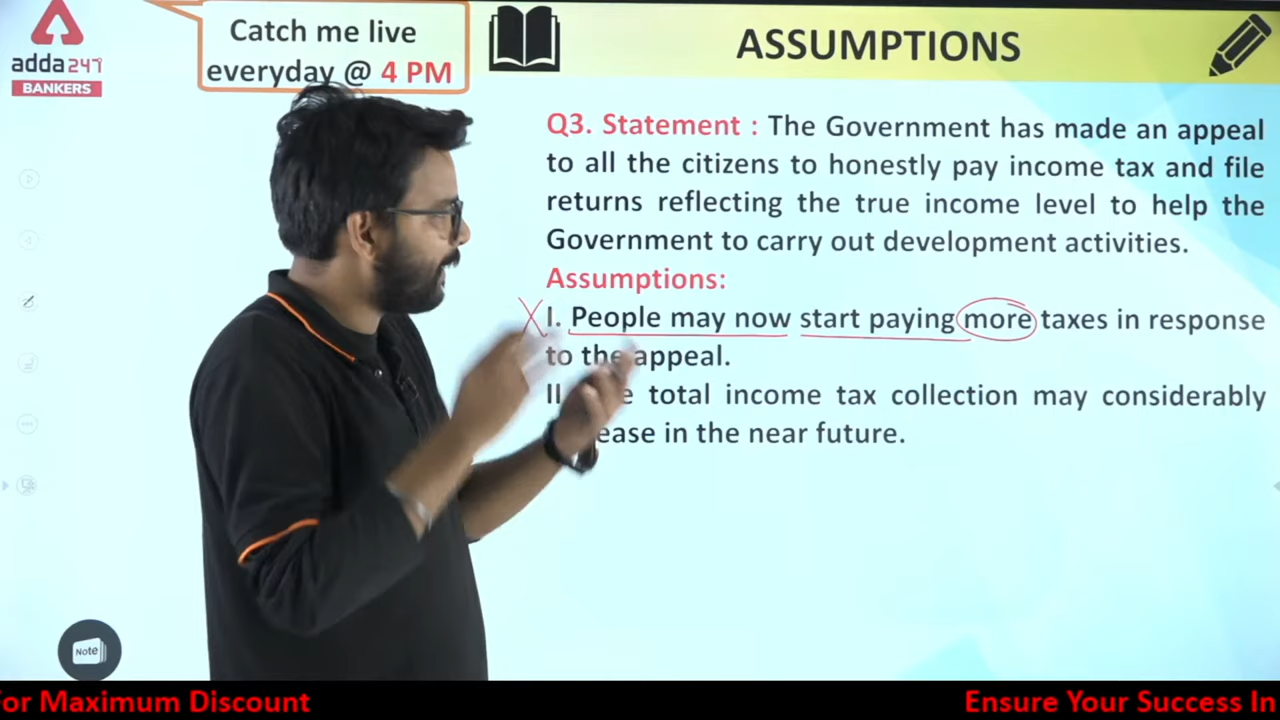 adda247
BANKERS
Catch me live
everyday @ 4 PM
ASSUMPTIONS
Q3. Statement : The Government has made an appeal
to all the citizens to honestly pay income tax and file
returns reflecting the true income level to help the
Government to carry out development activities.
Assumptions:
I. People may now start paying more taxes in response
to the appeal.
total income tax collection may considerably
in the near future.
Note
For Maximum Discount
Ensure Your Success In